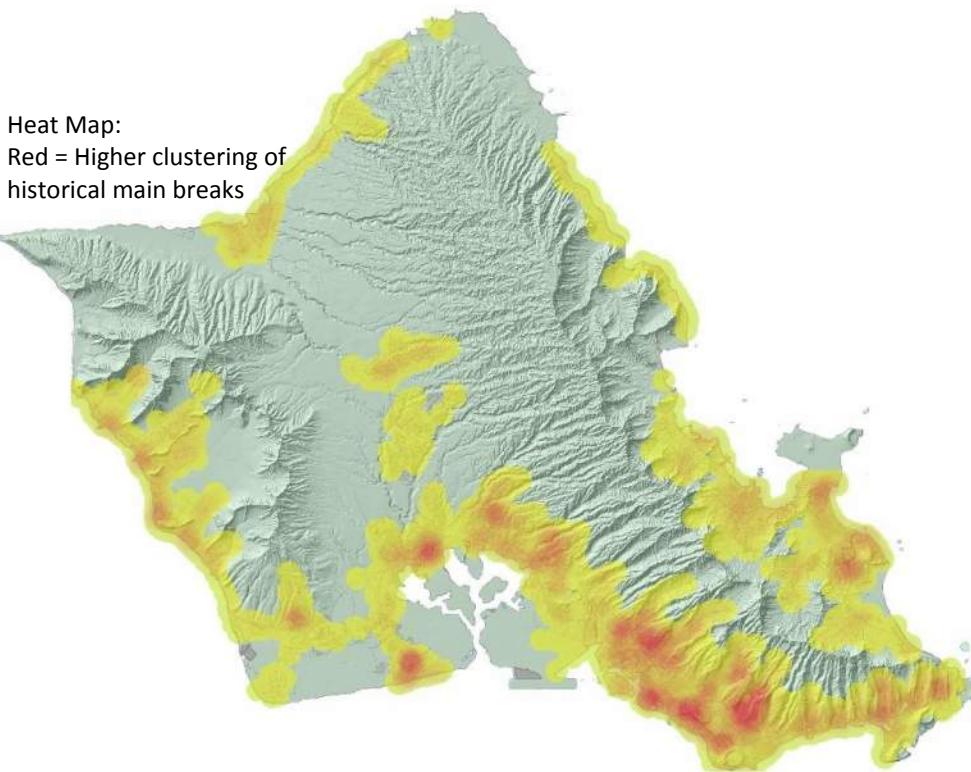 Heat Map:
Red = Higher clustering of
historical main breaks